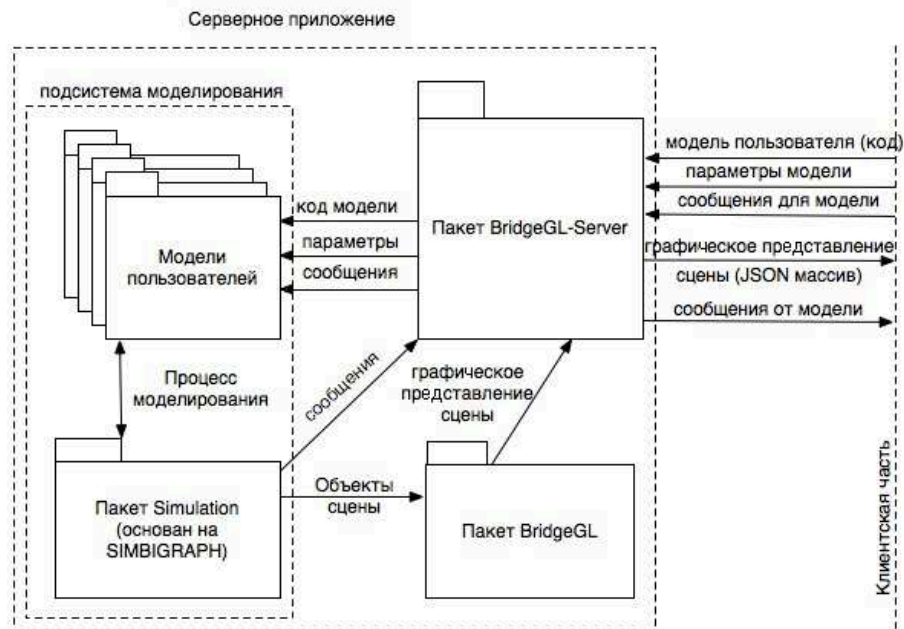 Серверное приложение
подсистема моделирования
модель пользователя (код)
параметры модели
сообщения для модели
код модели
параметры
сообщения
Модели
пользователей
Пакет BridgeGL-Server
графическое представление
сцены (JSON массив)
сообщения от модели
Процесс
моделирования
сообщения
графическое
представление
сцены
Объекты
сцены
Пакет Simulation
(основан на
SIMBIGRAPH)
Пакет BridgeGL
Клиентская часть